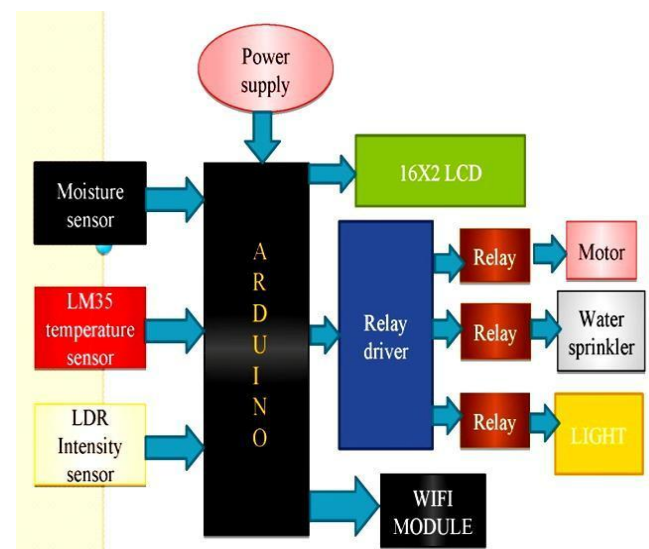 Power
supply
Moisture
sensor
LM35
temperature
sensor
LDR
Intensity
sensor
A
R
D
U
I
N
O
16X2 LCD
Relay
driver
Relay
Motor
Relay
Water
sprinkler
Relay
LIGHT
WIFI
MODULE